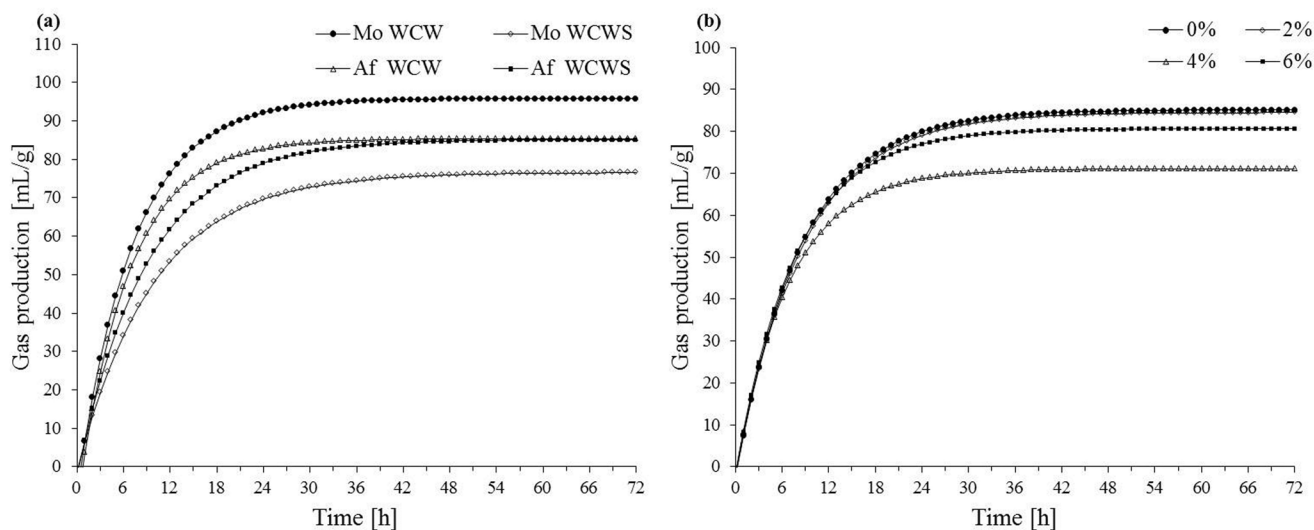 (a)
Mo WCW Mo WCWS
Af WCW Af WCWS
Gas production [mL/g]
110
100
90
80
70
60
50
40
30
20
10
0
0 6 12 18 24 30 36 42 48 54 60 66 72
Time [h]
(b)
0% 2%
4% 6%
Gas production [mL/g]
100
90
80
70
60
50
40
30
20
10
0
0 6 12 18 24 30 36 42 48 54 60 66 72
Time [h]